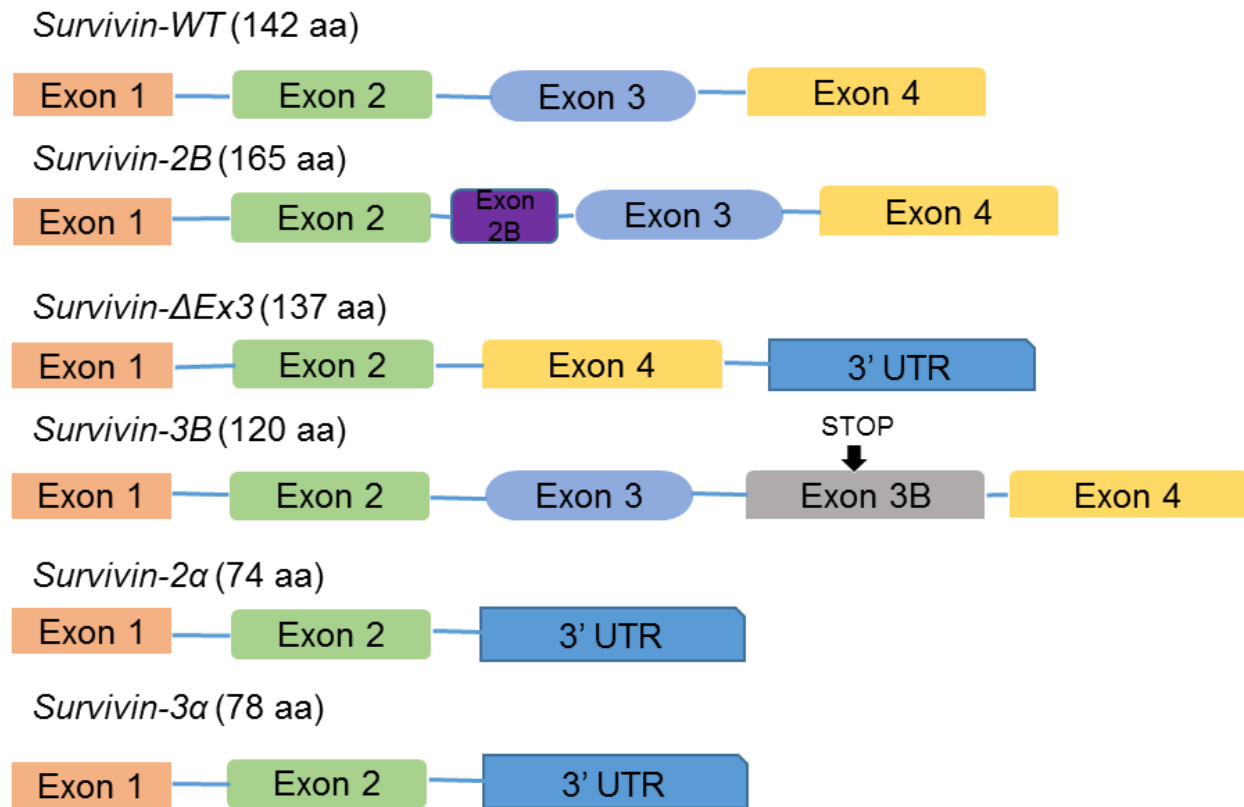 Survivin-WT (142 aa)
Exon 1 Exon 2 Exon 3 Exon 4
Survivin-2B (165 aa)
Exon 1 Exon 2 Exon 2B Exon 3 Exon 4
Survivin-ΔEx3 (137 aa)
Exon 1 Exon 2 Exon 4 3’ UTR
Survivin-3B (120 aa)
STOP
Exon 1 Exon 2 Exon 3 Exon 3B Exon 4
Survivin-2α (74 aa)
Exon 1 Exon 2 3’ UTR
Survivin-3α (78 aa)
Exon 1 Exon 2 3’ UTR